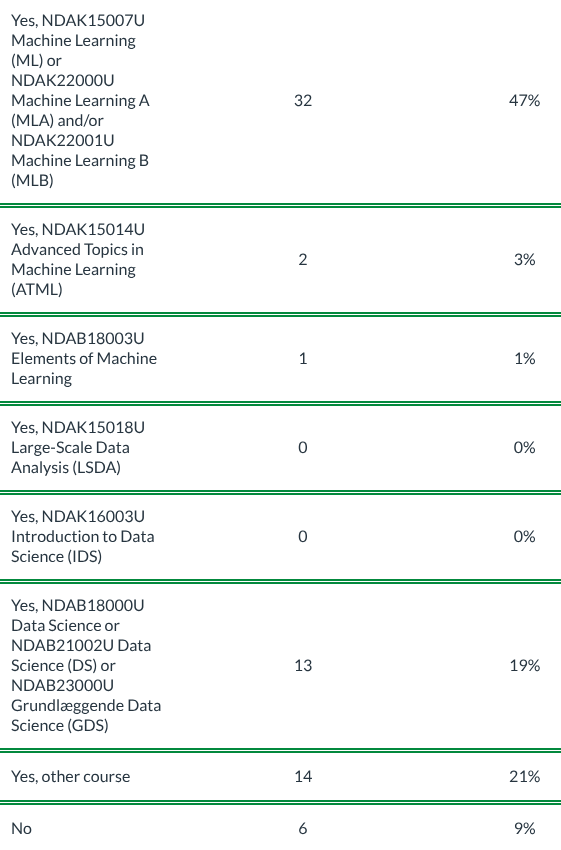 Yes, NDAK15007U
Machine Learning
(ML) or
NDAK22000U
Machine Learning A
(MLA) and/or
NDAK22001U
Machine Learning B
(MLB)
32
47%
Yes, NDAK15014U
Advanced Topics in
Machine Learning
(ATML)
2
3%
Yes, NDAB18003U
Elements of Machine
Learning
1
1%
Yes, NDAK15018U
Large-Scale Data
Analysis (LSDA)
0
0%
Yes, NDAK16003U
Introduction to Data
Science (IDS)
0
0%
Yes, NDAB18000U
Data Science or
NDAB21002U Data
Science (DS) or
NDAB23000U
Grundlæggende Data
Science (GDS)
13
19%
Yes, other course
14
21%
No
6
9%